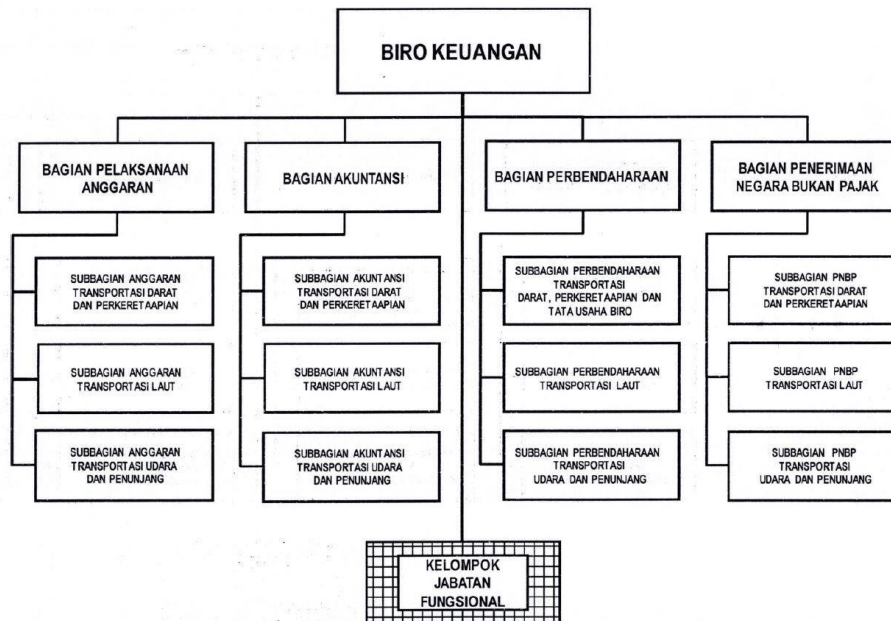 BIRO KEUANGAN
BAGIAN PELAKSANAAN
ANGGARAN
BAGIAN AKUNTANSI
BAGIAN PERBENDAHARAAN
BAGIAN PENERIMAAN
NEGARA BUKAN PAJAK
SUBBAGIAN ANGGARAN
TRANSPORTASI DARAT
DAN PERKERETAAPIAN
SUBBAGIAN AKUNTANSI
TRANSPORTASI DARAT
DAN PERKERETAAPIAN
SUBBAGIAN PERBENDAHARAAN
TRANSPORTASI
DARAT, PERKERETAAPIAN DAN
TATA USAHA BIRO
SUBBAGIAN PNBP
TRANSPORTASI DARAT
DAN PERKERETAAPIAN
SUBBAGIAN ANGGARAN
TRANSPORTASI LAUT
SUBBAGIAN AKUNTANSI
TRANSPORTASI LAUT
SUBBAGIAN PERBENDAHARAAN
TRANSPORTASI LAUT
SUBBAGIAN PNBP
TRANSPORTASI LAUT
SUBBAGIAN ANGGARAN
TRANSPORTASI UDARA
DAN PENUNJANG
SUBBAGIAN AKUNTANSI
TRANSPORTASI UDARA
DAN PENUNJANG
SUBBAGIAN PERBENDAHARAAN
TRANSPORTASI
UDARA DAN PENUNJANG
SUBBAGIAN PNBP
TRANSPORTASI
UDARA DAN PENUNJANG
KELOMPOK
JABATAN
FUNGSIONAL